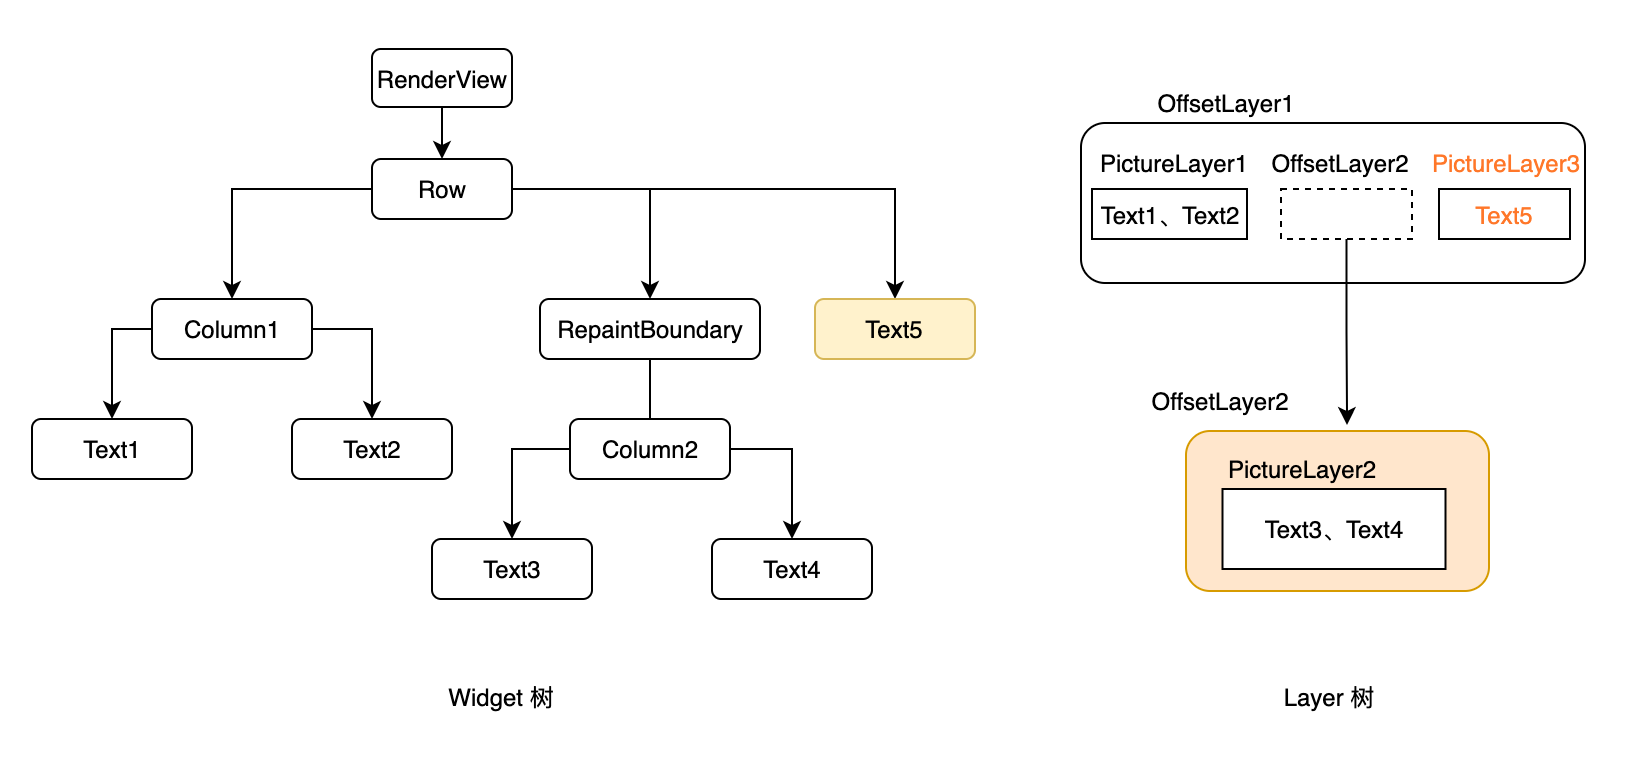 RenderView
Row
Column1
RepaintBoundary
Text5
Text1
Text2
Column2
Text3
Text4
Widget 树
OffsetLayer1
PictureLayer1
OffsetLayer2
PictureLayer3
Text1、Text2
Text5
OffsetLayer2
PictureLayer2
Text3、Text4
Layer 树